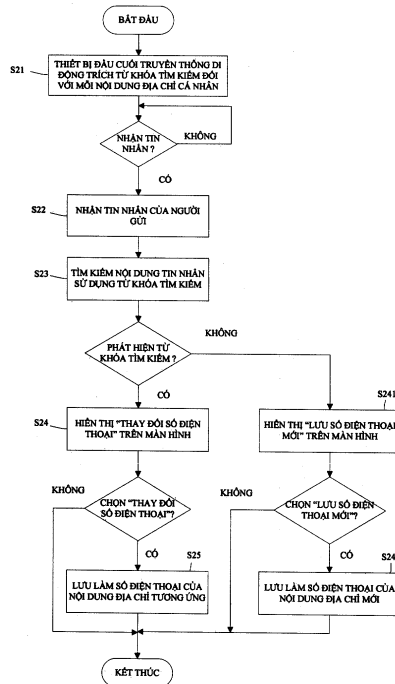 BẮT ĐẦU
S21
THIẾT BỊ ĐẦU CUỐI TRUYỀN THÔNG DI
ĐỘNG TRÍCH TỪ KHÓA TÌM KIẾM ĐỐI
VỚI MỖI NỘI DUNG ĐỊA CHỈ CÁ NHÂN
NHẬN TIN
NHẮN ?
KHÔNG
CÓ
S22
NHẬN TIN NHẮN CỦA NGƯỜI
GỬI
S23
TÌM KIẾM NỘI DUNG TIN NHẮN
SỬ DỤNG TỪ KHÓA TÌM KIẾM
KHÔNG
PHÁT HIỆN TỪ
KHÓA TÌM KIẾM ?
CÓ
S24
HIỂN THỊ “THAY ĐỔI SỐ ĐIỆN
THOẠI” TRÊN MÀN HÌNH
S241
HIỂN THỊ “LƯU SỐ ĐIỆN THOẠI
MỚI” TRÊN MÀN HÌNH
KHÔNG
CHỌN “THAY ĐỔI
SỐ ĐIỆN THOẠI”?
KHÔNG
CHỌN “LƯU SỐ ĐIỆN
THOẠI MỚI”?
CÓ
S25
LƯU LÀM SỐ ĐIỆN THOẠI CỦA
NỘI DUNG ĐỊA CHỈ TƯƠNG ỨNG
CÓ
S24
LƯU LÀM SỐ ĐIỆN THOẠI CỦA
NỘI DUNG ĐỊA CHỈ MỚI
KẾT THÚC